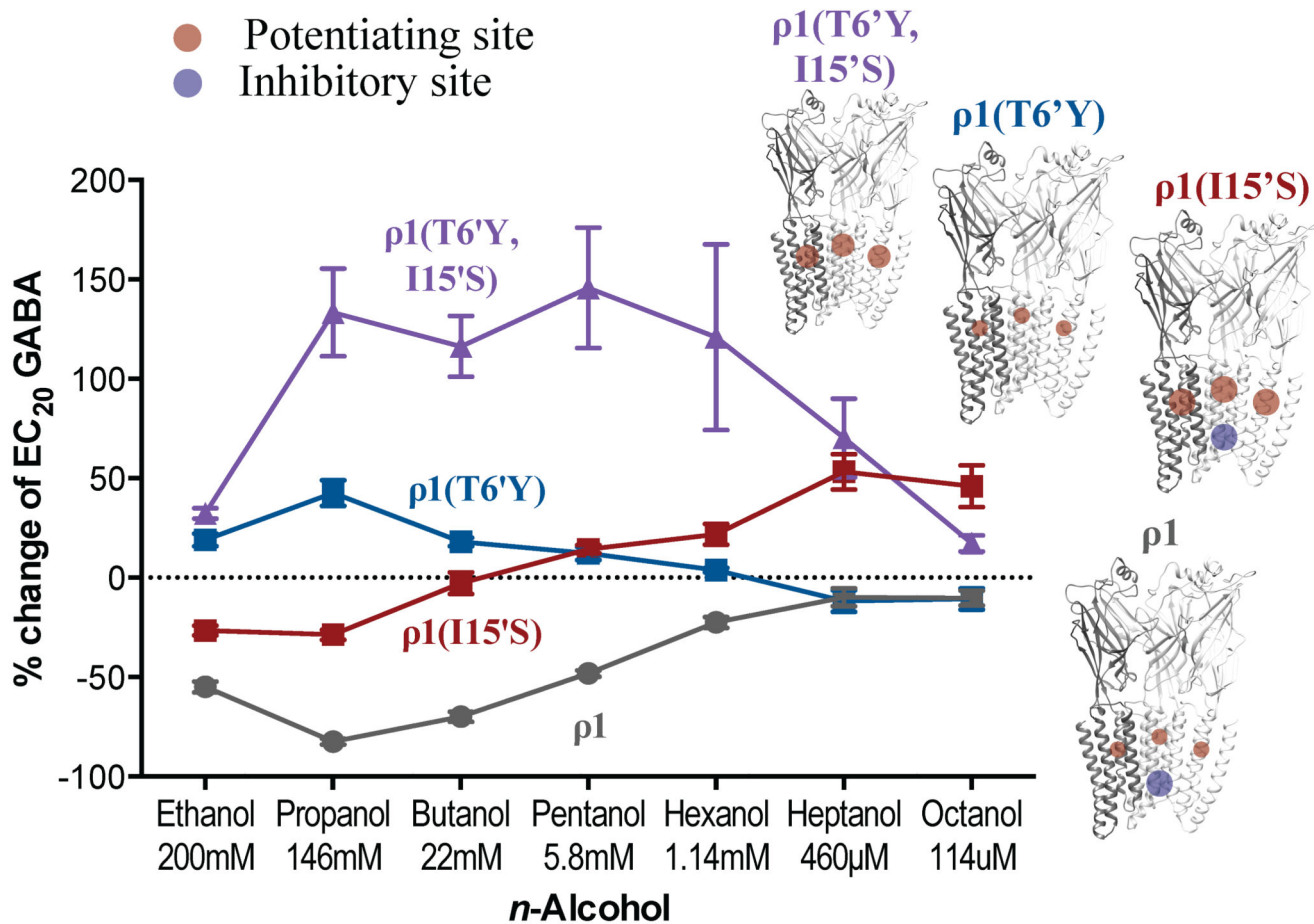 Potentiating site
Inhibitory site
ρ1(T6’Y,
I15’S)
ρ1(T6’Y)
ρ1(I15’S)
ρ1
% change of EC20 GABA
200
150
100
50
0
-50
-100
ρ1(T6'Y,
I15'S)
ρ1(T6'Y)
ρ1(I15'S)
ρ1
Ethanol Propanol Butanol Pentanol Hexanol Heptanol Octanol
200mM 146mM 22mM 5.8mM 1.14mM 460µM 114uM
n-Alcohol